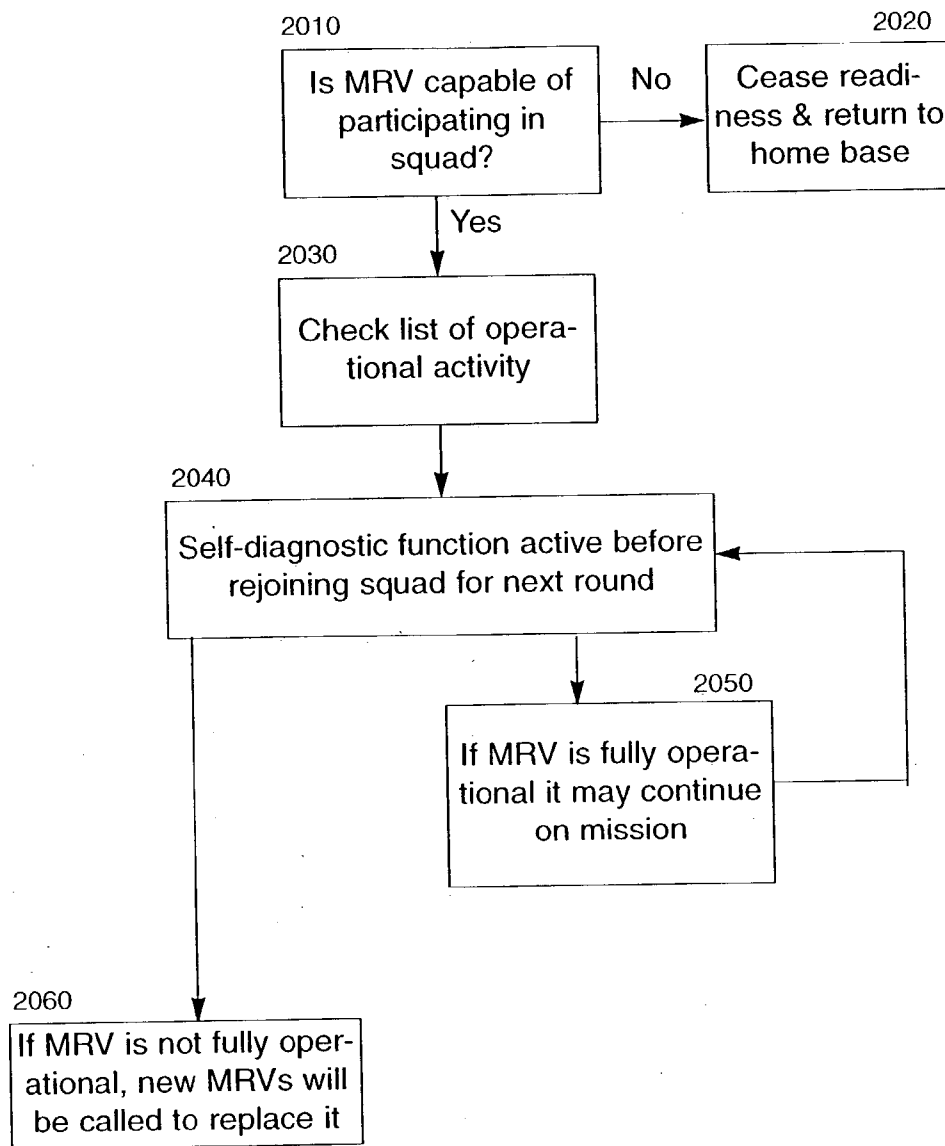 2010
Is MRV capable of
participating in
squad?
No
2020
Cease readi-
ness & return to
home base
Yes
2030
Check list of opera-
tional activity
2040
Self-diagnostic function active before
rejoining squad for next round
2050
If MRV is fully opera-
tional it may continue
on mission
2060
If MRV is not fully oper-
ational, new MRVs will
be called to replace it